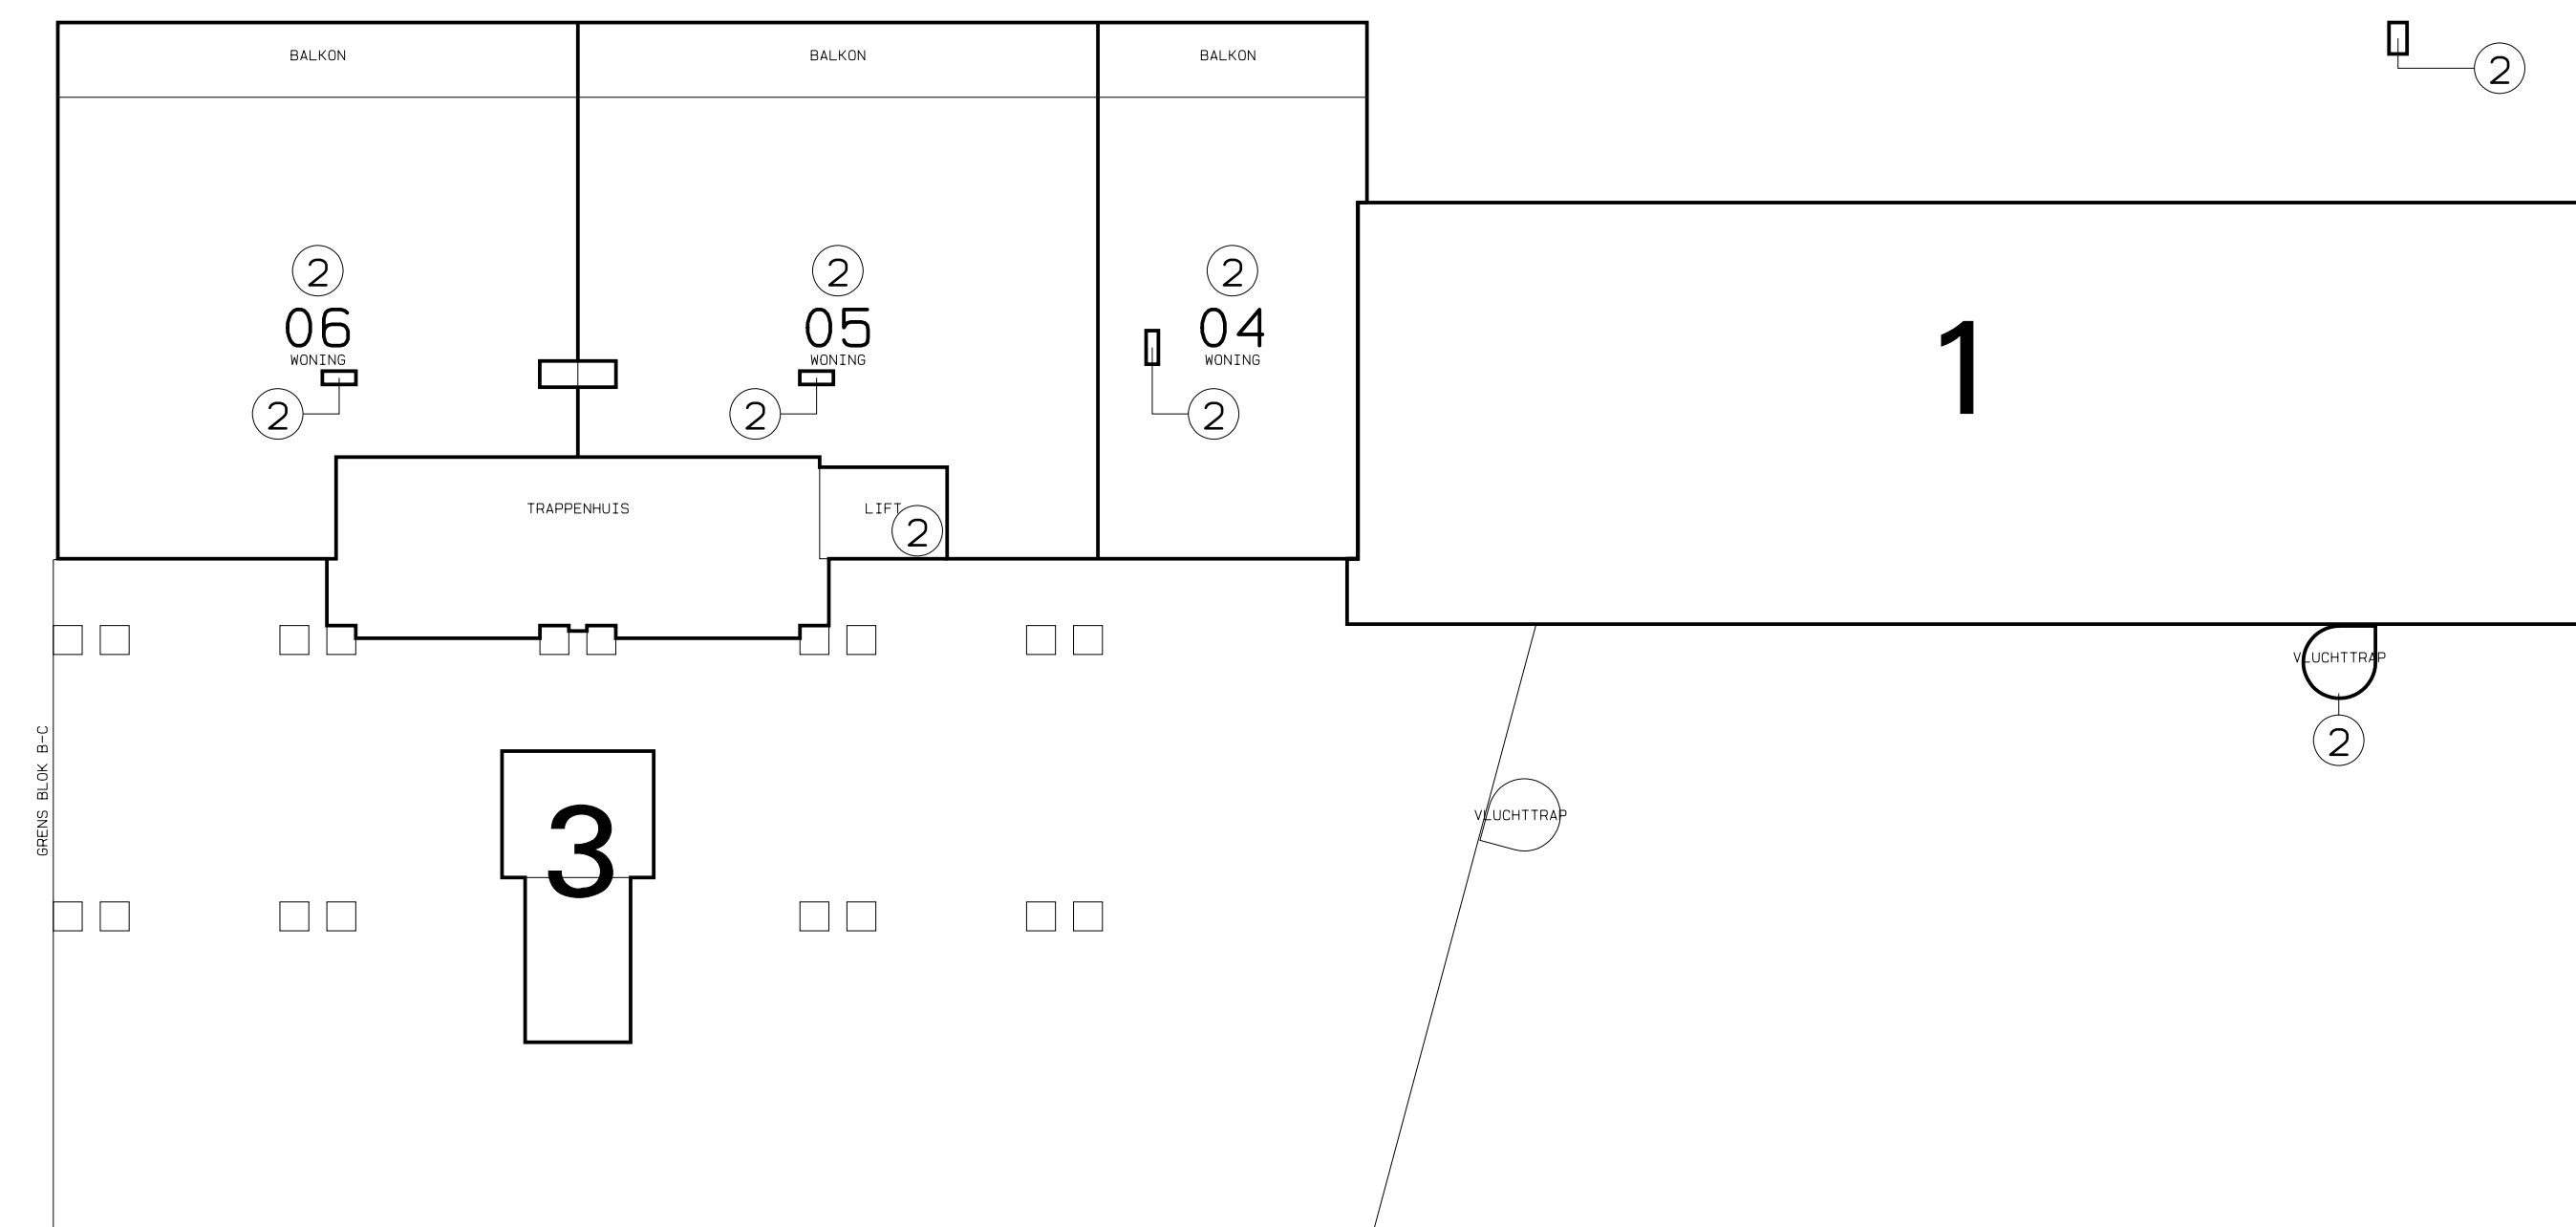 BALKON
BALKON
BALKON
2
2
2
2
06
05
04
WONING
WONING
WONING
1
2
2
2
TRAPPENHUIS
LIFT
2
VLUCHTTRAP
2
GRENS BLOK B-C
VLUCHTTRAP
3